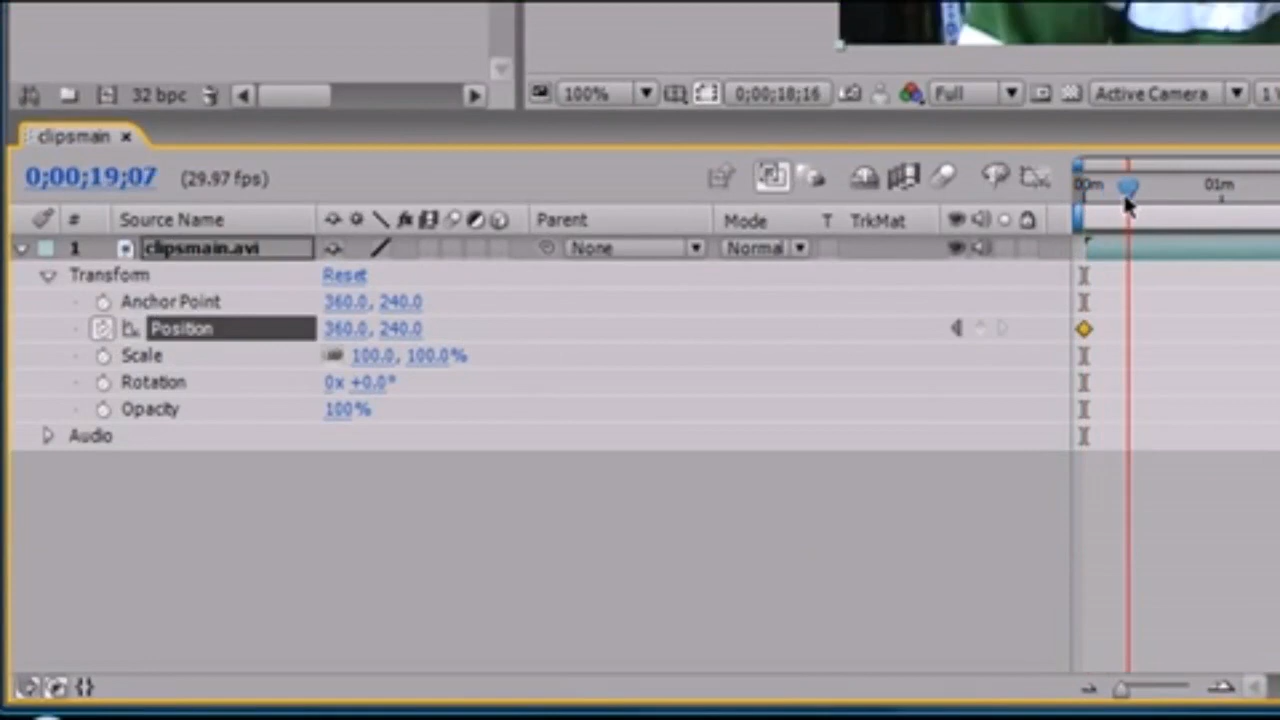 32 bpc 100% 0;00;18;16 Full Active Camera
clipsmain
0;00;19;07 (29.97 fps) 00m 01m
# Source Name Parent Mode T TrkMat
1 clipsmain.avi None Normal
Transform Reset
Anchor Point 360.0, 240.0
Position 360.0, 240.0
Scale 100.0, 100.0%
Rotation 0x +0.0°
Opacity 100%
Audio